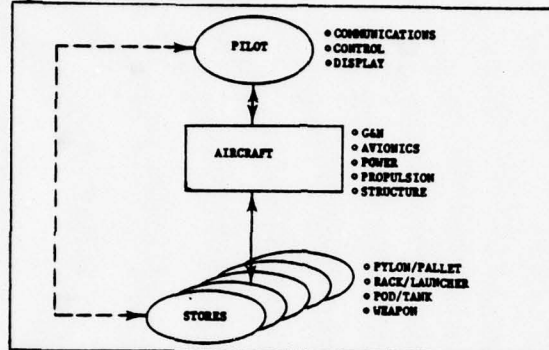 PILOT
• COMMUNICATIONS
• CONTROL
• DISPLAY
AIRCRAFT
• G&N
• AVIONICS
• POWER
• PROPULSION
• STRUCTURE
STORES
• PYLON/PALLET
• RACK/LAUNCHER
• POD/TANK
• WEAPON